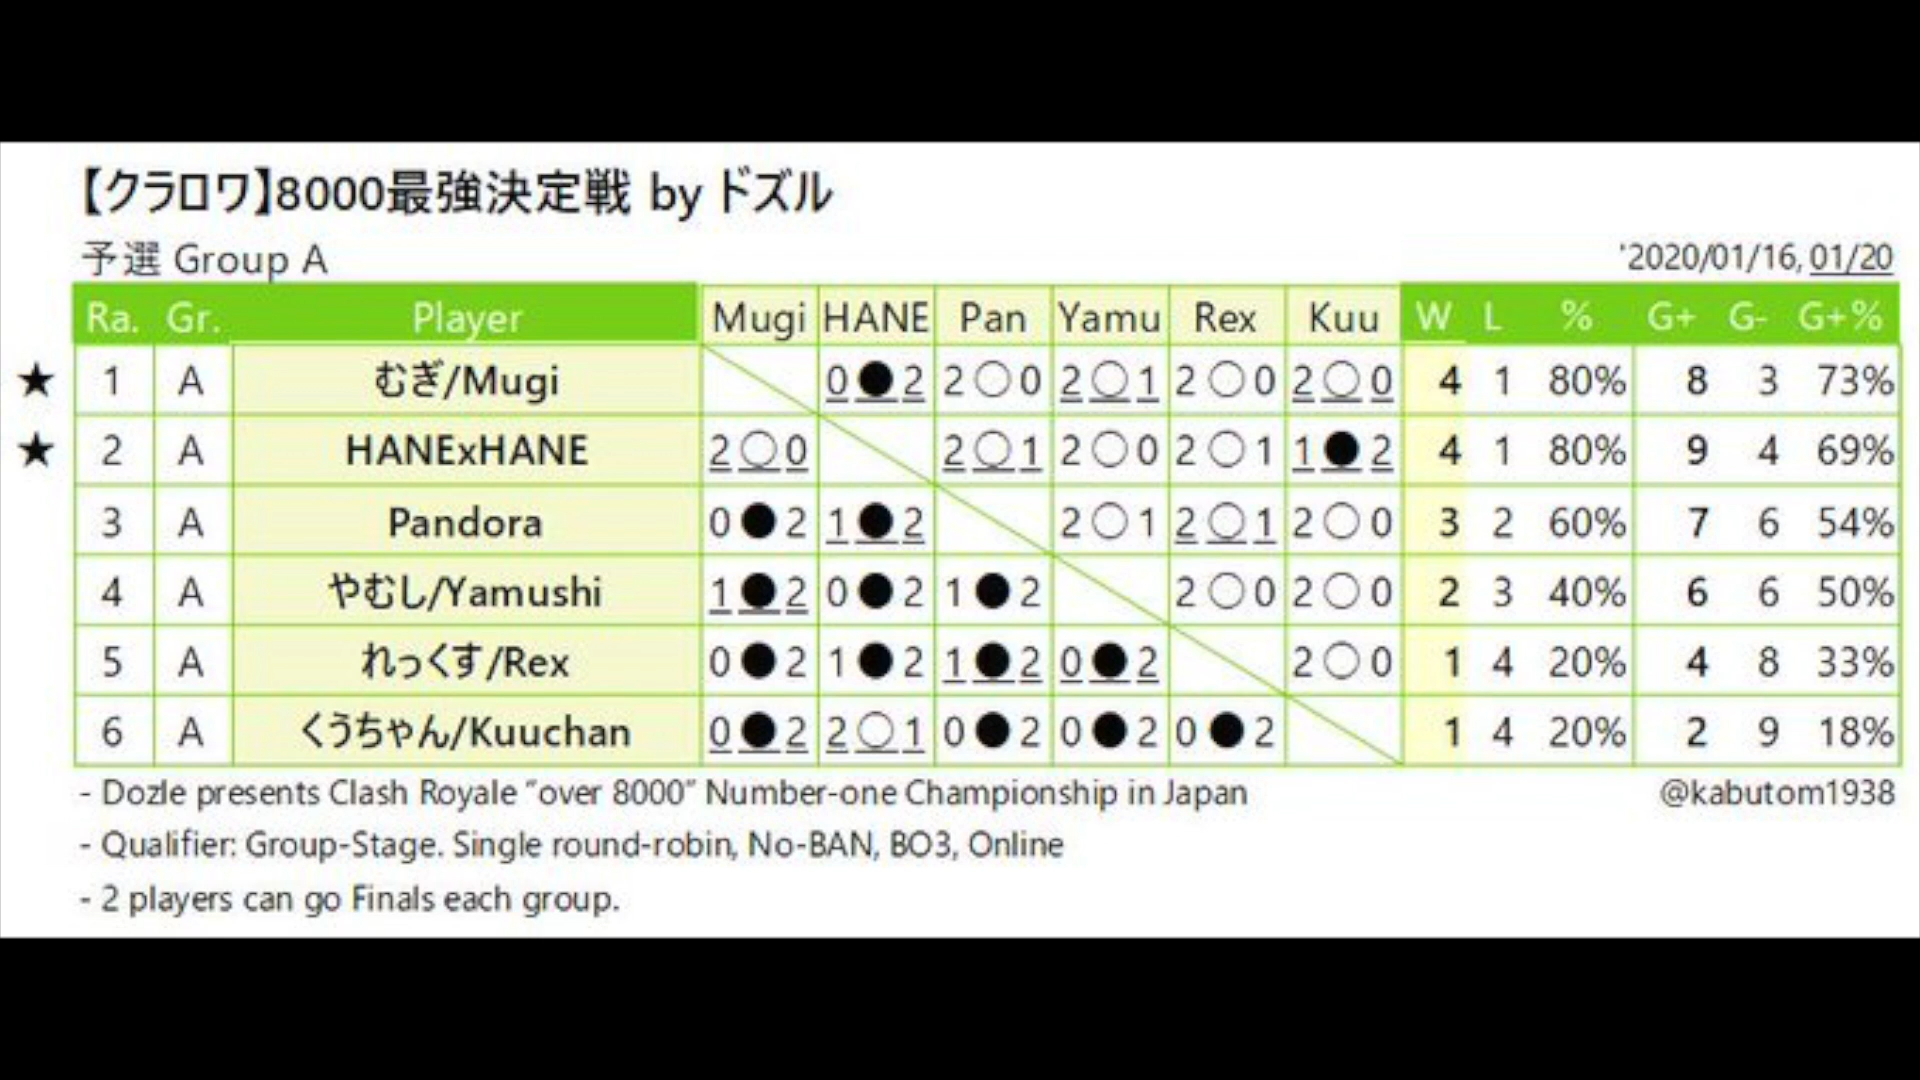 【クラロワ】8000最強決定戦 by ドズル
予選 Group A '2020/01/16, 01/20
Ra. Gr. Player Mugi HANE Pan Yamu Rex Kuu W L % G+ G- G+%
★ 1 A むぎ/Mugi 0●2 2○0 2○1 2○0 2○0 4 1 80% 8 3 73%
★ 2 A HANExHANE 2○0 2○1 2○0 2○1 1●2 4 1 80% 9 4 69%
3 A Pandora 0●2 1●2 2○1 2○1 2○0 3 2 60% 7 6 54%
4 A やむし/Yamushi 1●2 0●2 1●2 2○0 2○0 2 3 40% 6 6 50%
5 A れっくす/Rex 0●2 1●2 1●2 0●2 2○0 1 4 20% 4 8 33%
6 A くうちゃん/Kuuchan 0●2 2○1 0●2 0●2 0●2 1 4 20% 2 9 18%
- Dozle presents Clash Royale "over 8000" Number-one Championship in Japan @kabutom1938
- Qualifier: Group-Stage. Single round-robin, No-BAN, BO3, Online
- 2 players can go Finals each group.